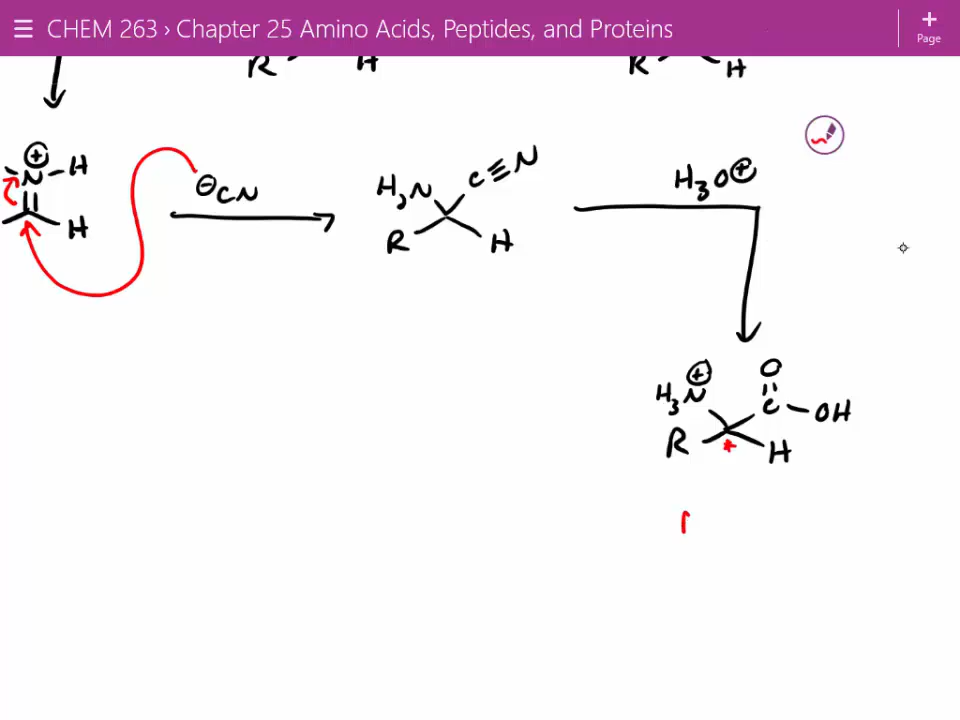 ☰ CHEM 263 › Chapter 25 Amino Acids, Peptides, and Proteins
+
Page
R H R H
⊕
N-H
H
⊖CN
H₂N C≡N
R H
H₃O⊕
⊕ O
H₃N C-OH
R * H